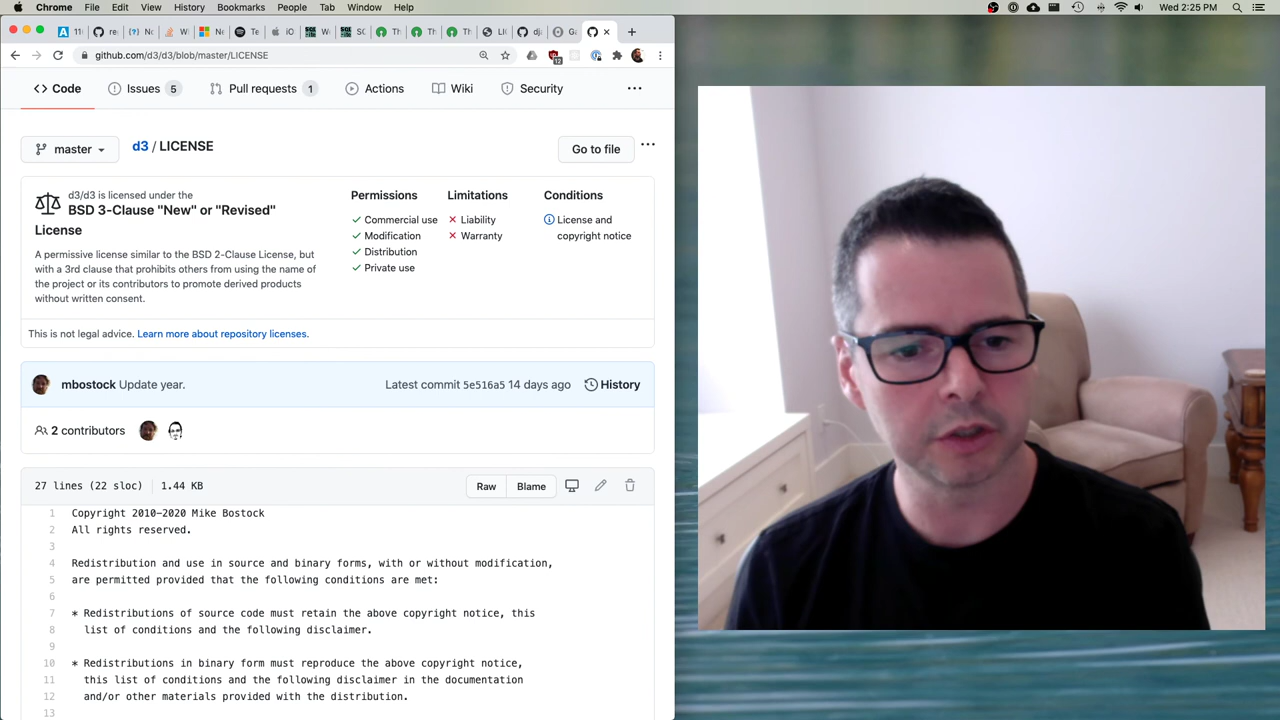 Chrome File Edit View History Bookmarks People Tab Window Help
Wed 2:25 PM
github.com/d3/d3/blob/master/LICENSE
12
Code
Issues 5
Pull requests 1
Actions
Wiki
Security
master
d3 / LICENSE
Go to file
d3/d3 is licensed under the
BSD 3-Clause "New" or "Revised"
License
A permissive license similar to the BSD 2-Clause License, but
with a 3rd clause that prohibits others from using the name of
the project or its contributors to promote derived products
without written consent.
Permissions
Commercial use
Modification
Distribution
Private use
Limitations
Liability
Warranty
Conditions
License and
copyright notice
This is not legal advice. Learn more about repository licenses.
mbostock Update year.
Latest commit 5e516a5 14 days ago
History
2 contributors
27 lines (22 sloc)
1.44 KB
Raw
Blame
1 Copyright 2010-2020 Mike Bostock
2 All rights reserved.
3
4 Redistribution and use in source and binary forms, with or without modification,
5 are permitted provided that the following conditions are met:
6
7 * Redistributions of source code must retain the above copyright notice, this
8 list of conditions and the following disclaimer.
9
10 * Redistributions in binary form must reproduce the above copyright notice,
11 this list of conditions and the following disclaimer in the documentation
12 and/or other materials provided with the distribution.
13